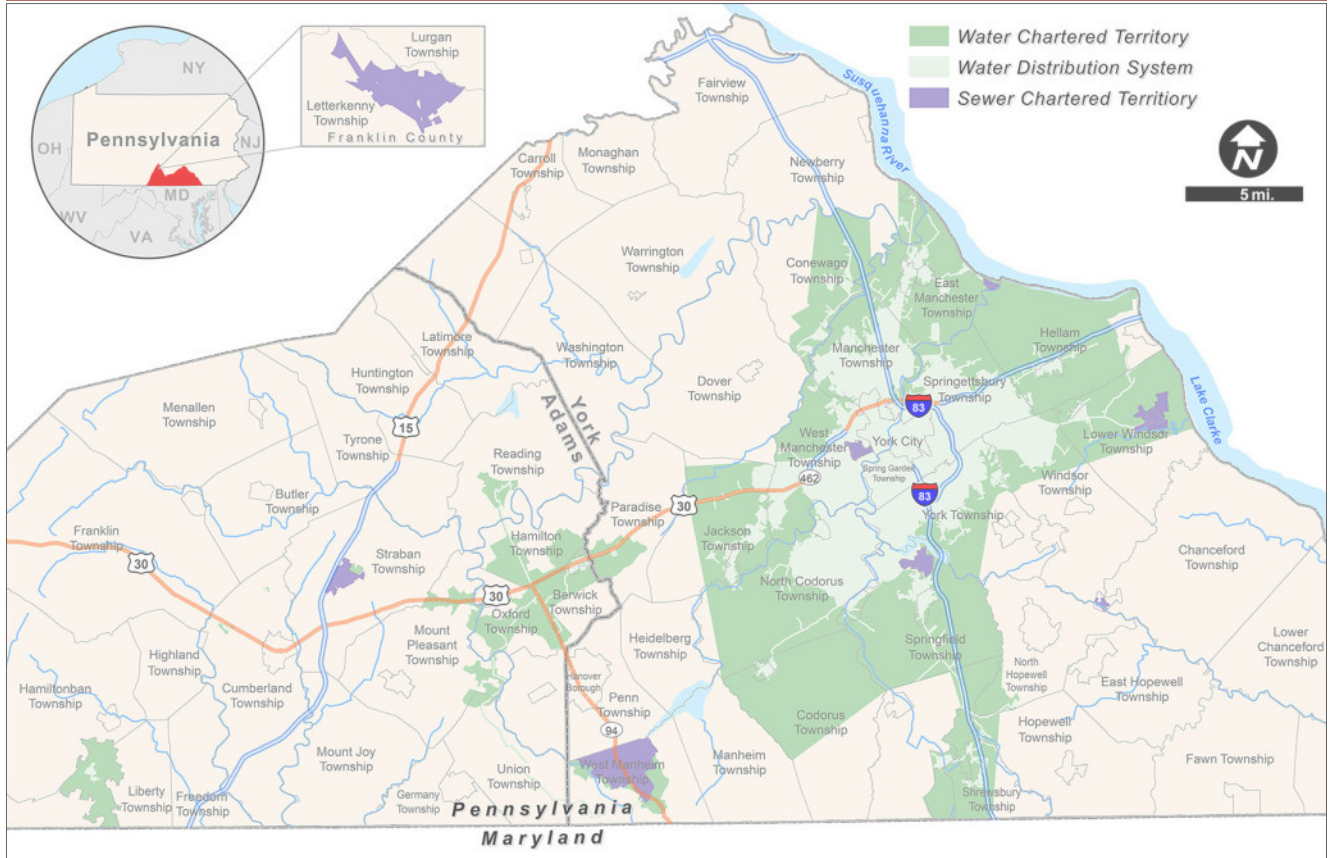 Water Chartered Territory
Water Distribution System
Sewer Chartered Territiory
N
5 mi.
NY
Pennsylvania
OH
NJ
MD
WV
VA
Lurgan
Township
Letterkenny
Township
Franklin County
Fairview
Township
Susquehanna
River
Carroll
Township
Monaghan
Township
Newberry
Township
Warrington
Township
Conewago
Township
East
Manchester
Township
Hellam
Township
Latimore
Township
Washington
Township
Manchester
Township
Dover
Township
Springettsbury
Township
Huntington
Township
York
Adams
Lake Clarke
Menallen
Township
15
83
Tyrone
Township
West
Manchester
Township
York City
Lower Windsor
Township
Reading
Township
Spring Garden
Township
Windsor
Township
462
Butler
Township
83
Paradise
Township
30
York Township
Franklin
Township
30
Hamilton
Township
Jackson
Township
Straban
Township
Chanceford
Township
North Codorus
Township
30
Berwick
Township
Oxford
Township
Mount
Pleasant
Township
Heidelberg
Township
Springfield
Township
Lower
Chanceford
Township
Highland
Township
North
Hopewell
Township
Hamiltonban
Township
Cumberland
Township
Hanover
Borough
East Hopewell
Township
Penn
Township
Codorus
Township
Hopewell
Township
94
Mount Joy
Township
Manheim
Township
Fawn Township
West Manheim
Township
Union
Township
Liberty
Township
Freedom
Township
Germany
Township
Shrewsbury
Township
Pennsylvania
Maryland